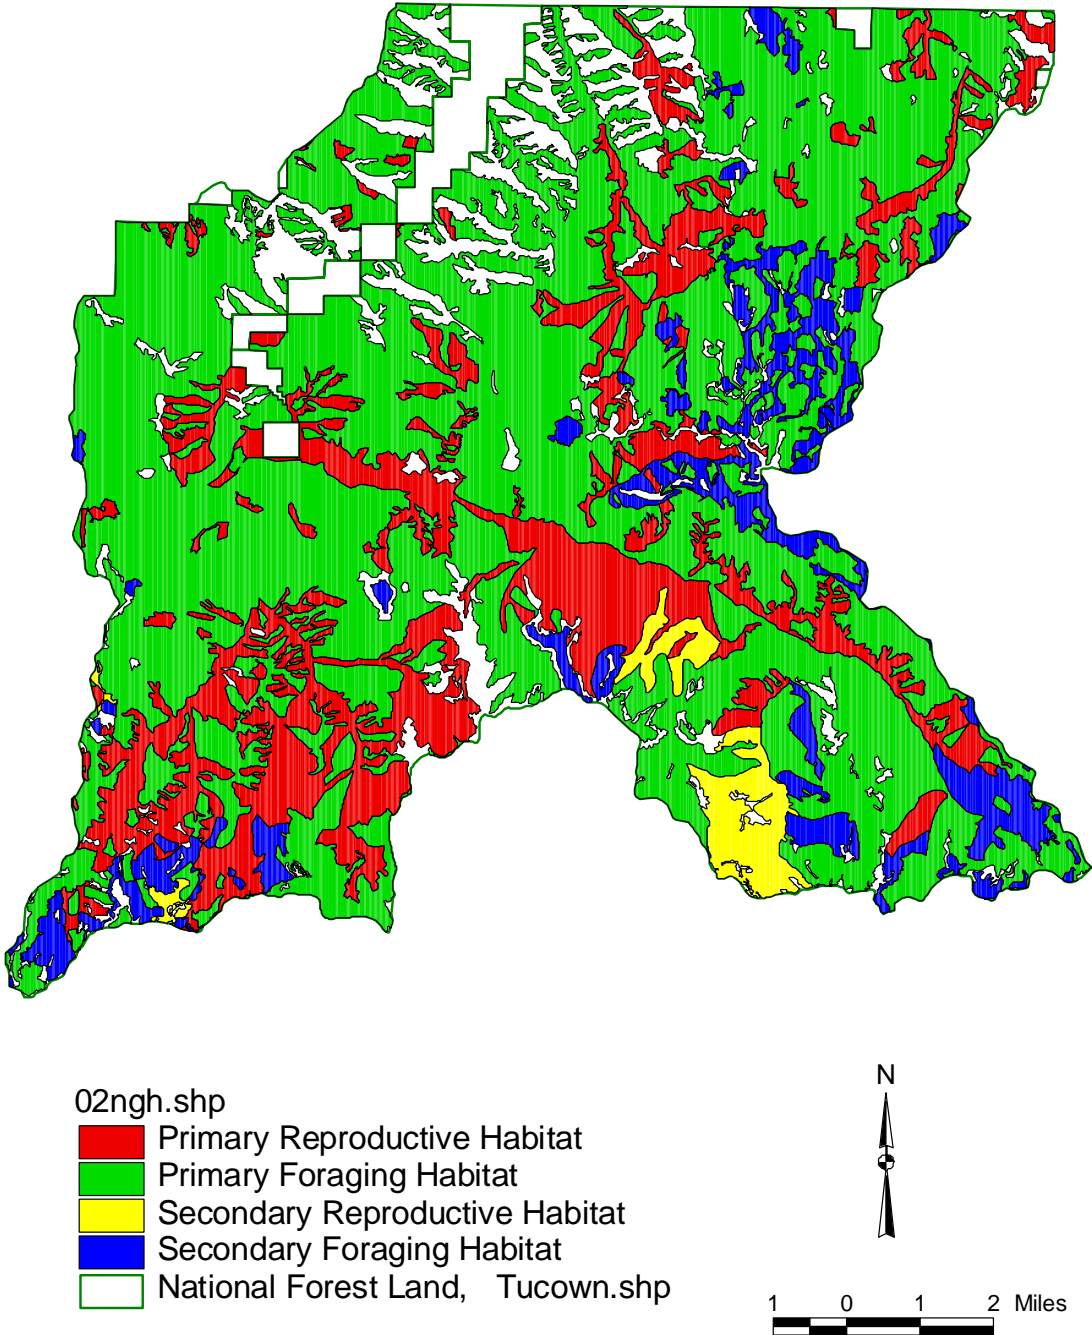 02ngh.shp
Primary Reproductive Habitat
Primary Foraging Habitat
Secondary Reproductive Habitat
Secondary Foraging Habitat
National Forest Land, Tucown.shp
N
1 0 1 2 Miles